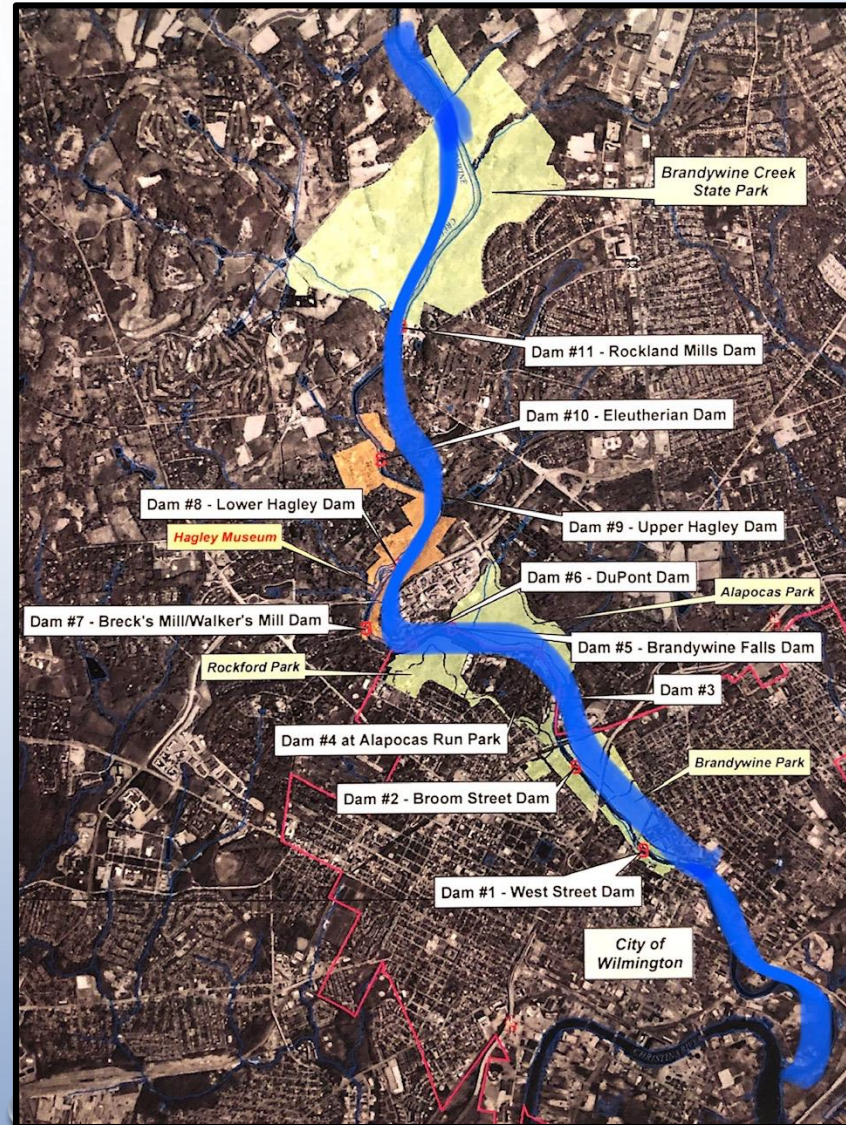 Brandywine Creek
State Park
Dam #11 - Rockland Mills Dam
Dam #10 - Eleutherian Dam
Dam #8 - Lower Hagley Dam
Dam #9 - Upper Hagley Dam
Hagley Museum
Dam #6 - DuPont Dam
Alapocas Park
Dam #7 - Breck's Mill/Walker's Mill Dam
Dam #5 - Brandywine Falls Dam
Rockford Park
Dam #3
Dam #4 at Alapocas Run Park
Brandywine Park
Dam #2 - Broom Street Dam
Dam #1 - West Street Dam
City of
Wilmington
CHRISTINA RIVER